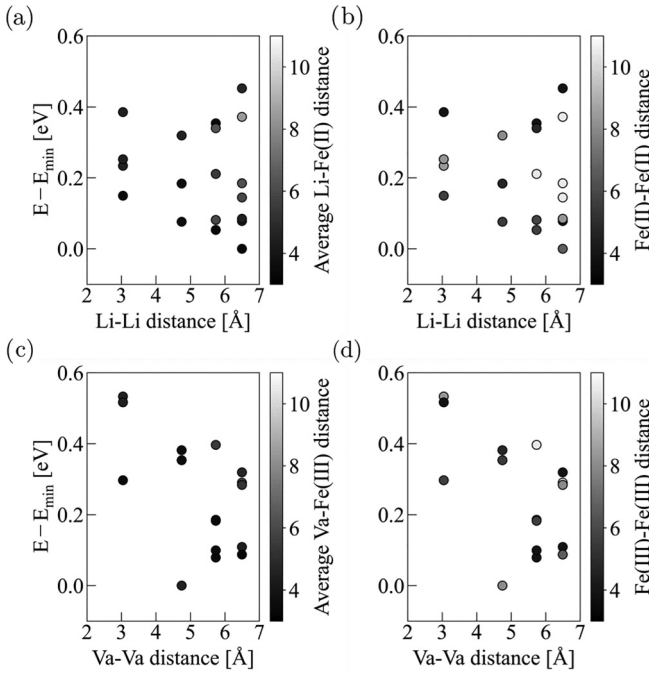 (a)
(b)
0.6
0.4
0.2
0.0
E − E_min [eV]
2 3 4 5 6 7
Li-Li distance [Å]
10
8
6
4
Average Li-Fe(II) distance
0.6
0.4
0.2
0.0
E − E_min [eV]
2 3 4 5 6 7
Li-Li distance [Å]
10
8
6
4
Fe(II)-Fe(II) distance
(c)
(d)
0.6
0.4
0.2
0.0
E − E_min [eV]
2 3 4 5 6 7
Va-Va distance [Å]
10
8
6
4
Average Va-Fe(III) distance
0.6
0.4
0.2
0.0
E − E_min [eV]
2 3 4 5 6 7
Va-Va distance [Å]
10
8
6
4
Fe(III)-Fe(III) distance